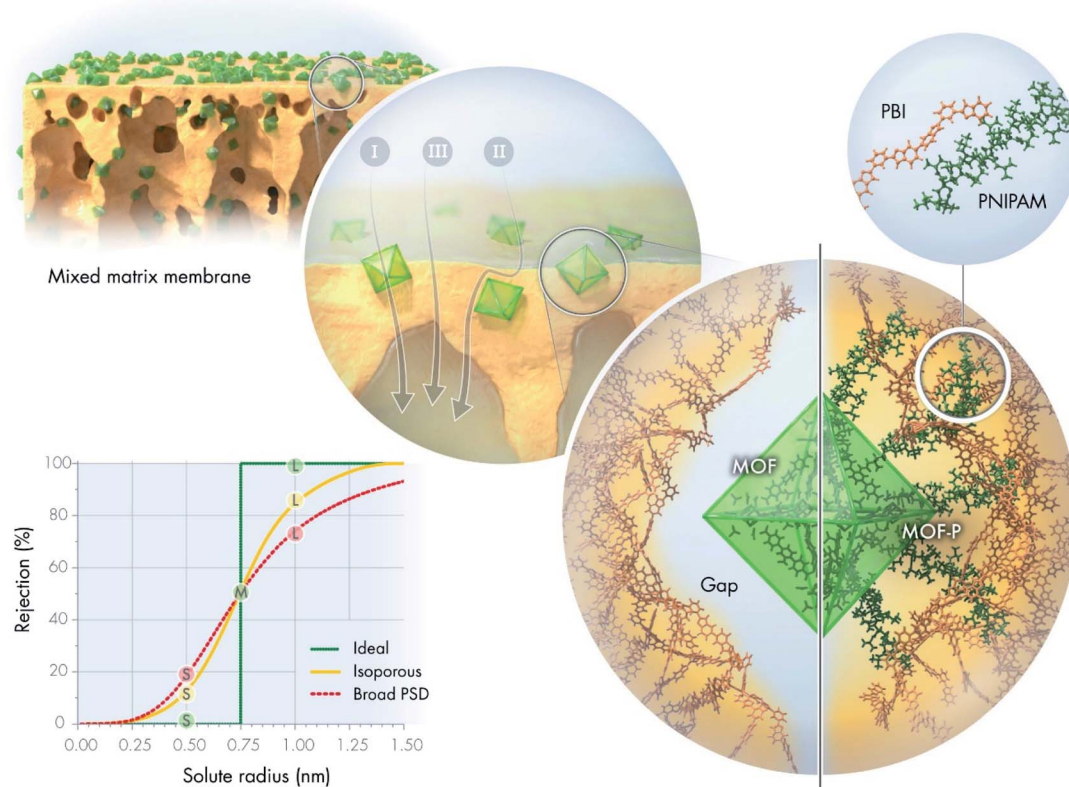 Mixed matrix membrane
I
III
II
PBI
PNIPAM
MOF
MOF-P
Gap
Rejection (%)
100
80
60
40
20
0
L
L
L
M
S
S
S
Ideal
Isoporous
Broad PSD
0.00
0.25
0.50
0.75
1.00
1.25
1.50
Solute radius (nm)